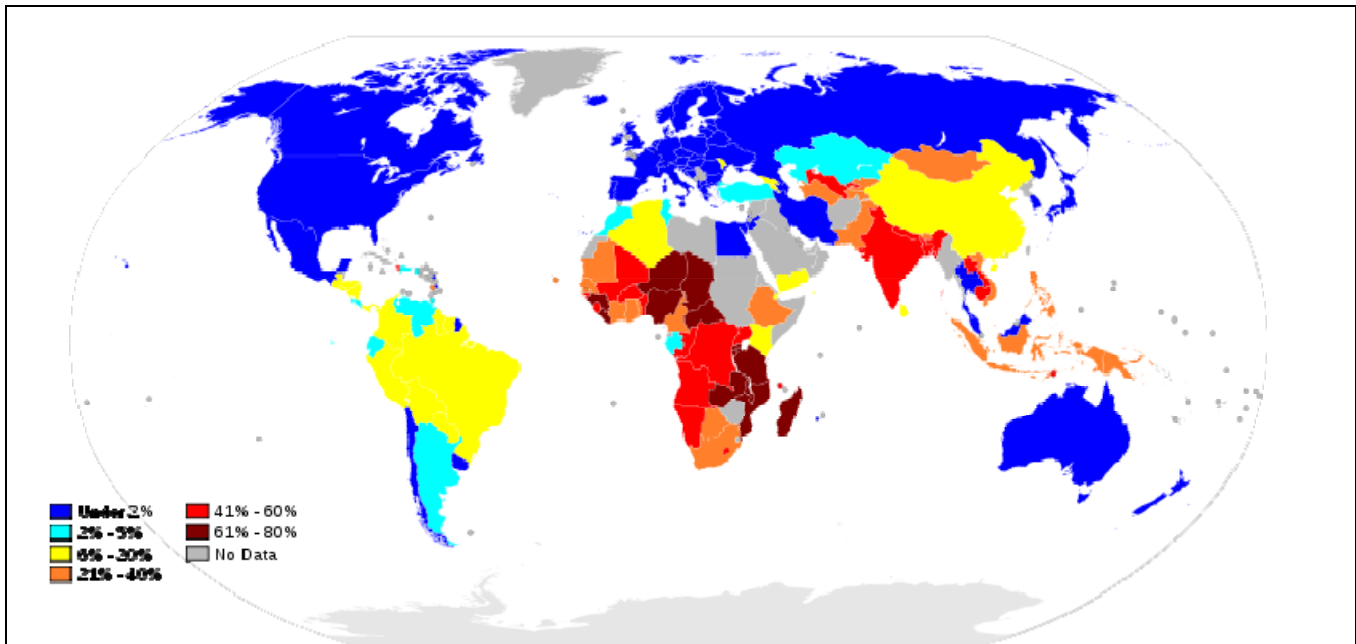 Under 2%
2% - 5%
6% - 20%
21% - 40%
41% - 60%
61% - 80%
No Data